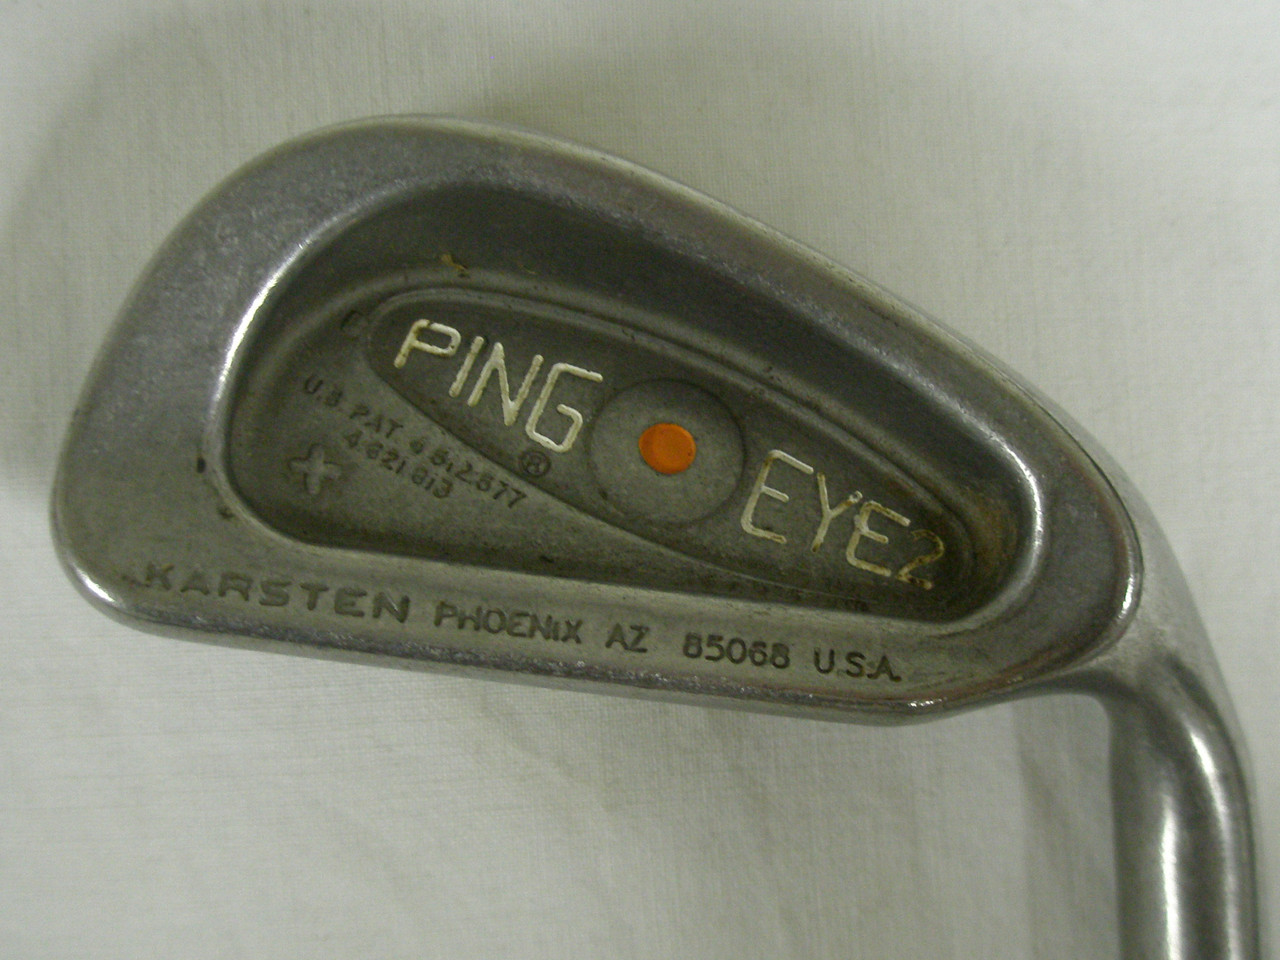 PING
®
EYE2
U.S. PAT. 4,512,577
4,621,813
+
KARSTEN PHOENIX AZ 85068 U.S.A.